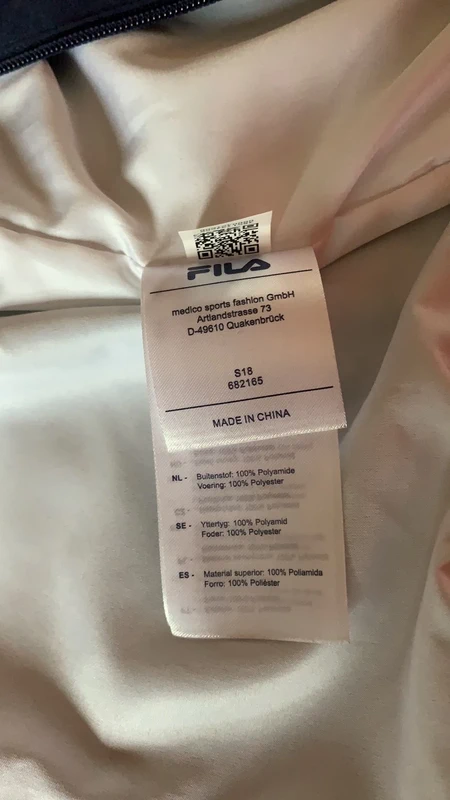 FILA
medico sports fashion GmbH
Artlandstrasse 73
D-49610 Quakenbrück
S18
682165
MADE IN CHINA
NL - Buitenstof: 100% Polyamide
Voering: 100% Polyester
SE - Yttertyg: 100% Polyamid
Foder: 100% Polyester
ES - Material superior: 100% Poliamida
Forro: 100% Poliéster